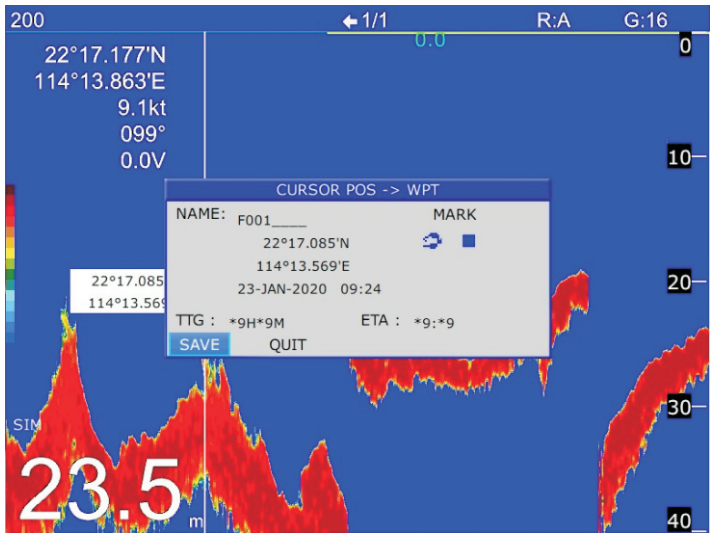 200 ← 1/1 R:A G:16
0.0
0
22°17.177'N
114°13.863'E
9.1kt
099°
0.0V
10
CURSOR POS -> WPT
NAME: F001____ MARK
22°17.085'N
114°13.569'E
23-JAN-2020 09:24
TTG : *9H*9M ETA : *9:*9
SAVE QUIT
22°17.085
114°13.569
20
30
SIM
23.5 m
40